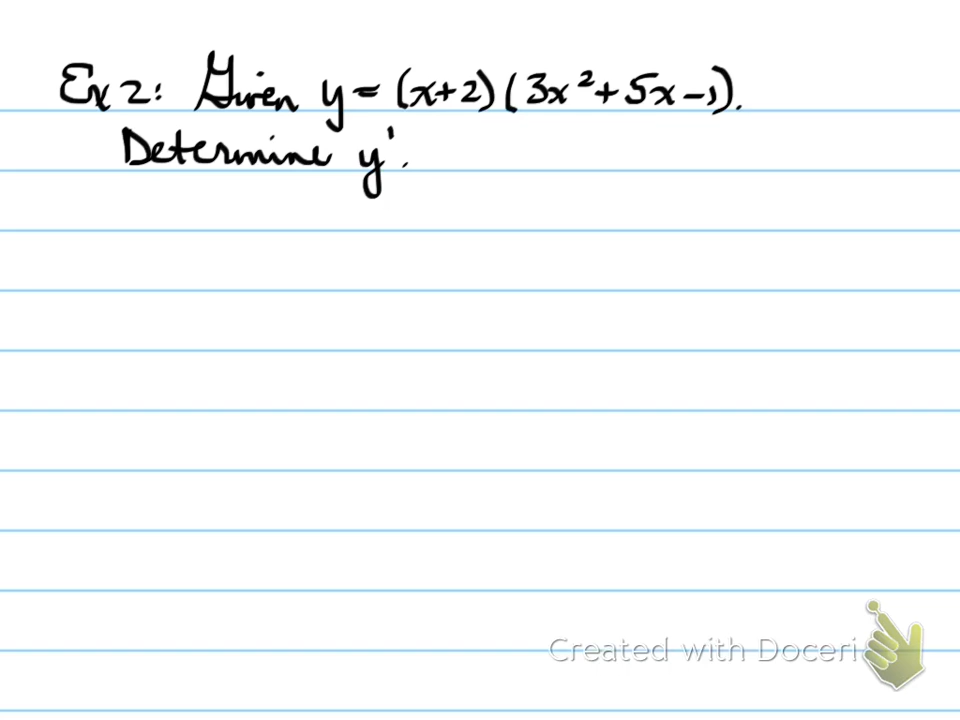 Ex 2: Given y = (x+2)(3x²+5x-1).
Determine y'.
Created with Doceri